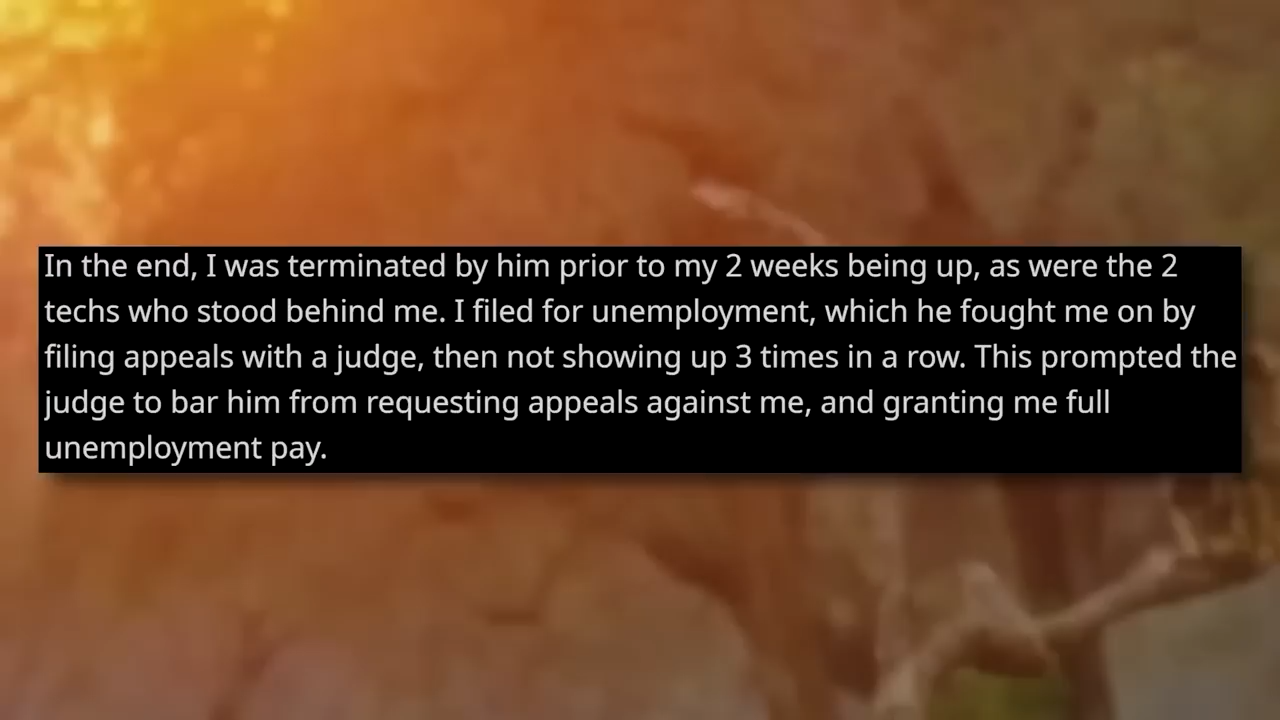 In the end, I was terminated by him prior to my 2 weeks being up, as were the 2
techs who stood behind me. I filed for unemployment, which he fought me on by
filing appeals with a judge, then not showing up 3 times in a row. This prompted the
judge to bar him from requesting appeals against me, and granting me full
unemployment pay.